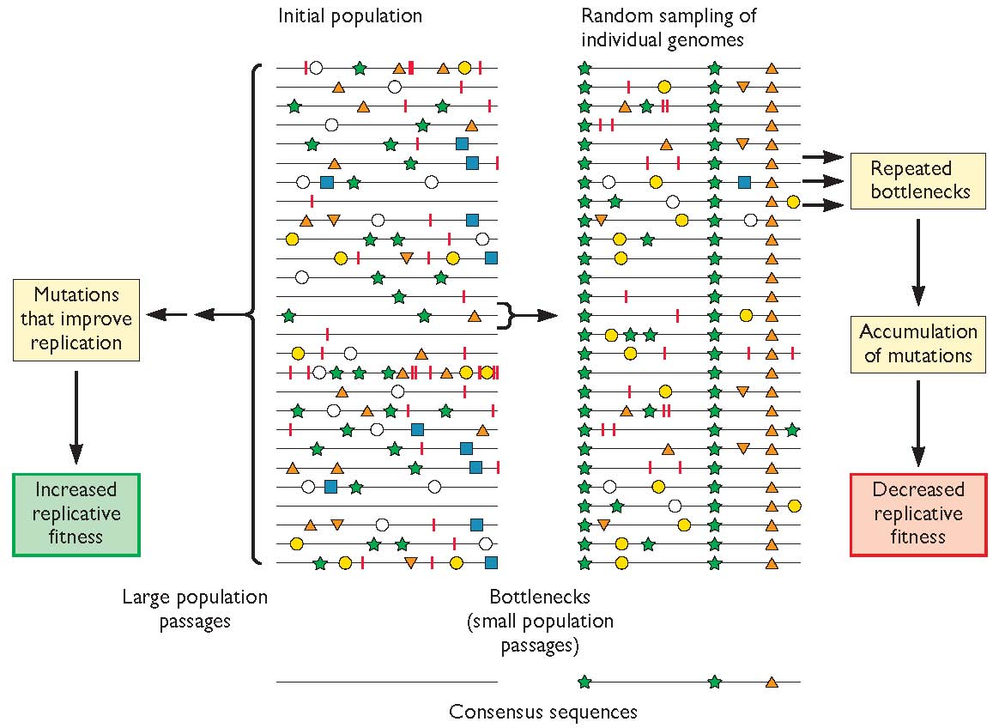 Initial population
Random sampling of
individual genomes
Repeated
bottlenecks
Mutations
that improve
replication
Accumulation
of mutations
Increased
replicative
fitness
Decreased
replicative
fitness
Large population
passages
Bottlenecks
(small population
passages)
Consensus sequences